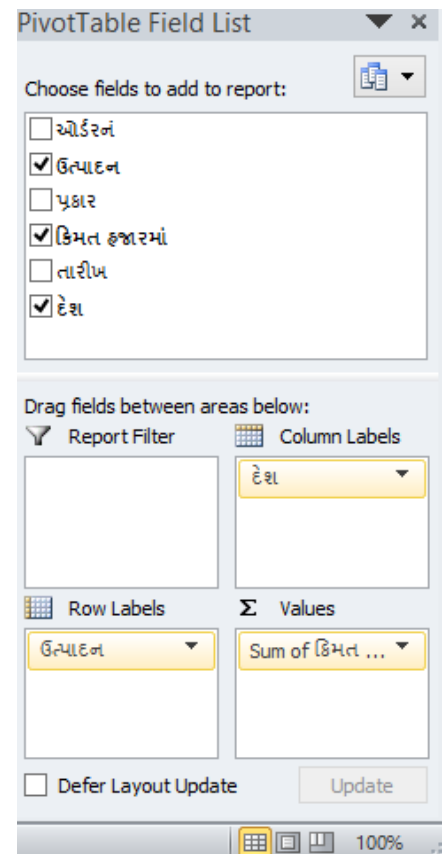 PivotTable Field List
Choose fields to add to report:
ઓર્ડરનં
ઉત્પાદન
પ્રકાર
કિમત હજારમાં
તારીખ
દેશ
Drag fields between areas below:
Report Filter
Column Labels
દેશ
Row Labels
Σ Values
ઉત્પાદન
Sum of કિમત ...
Defer Layout Update
Update
100%